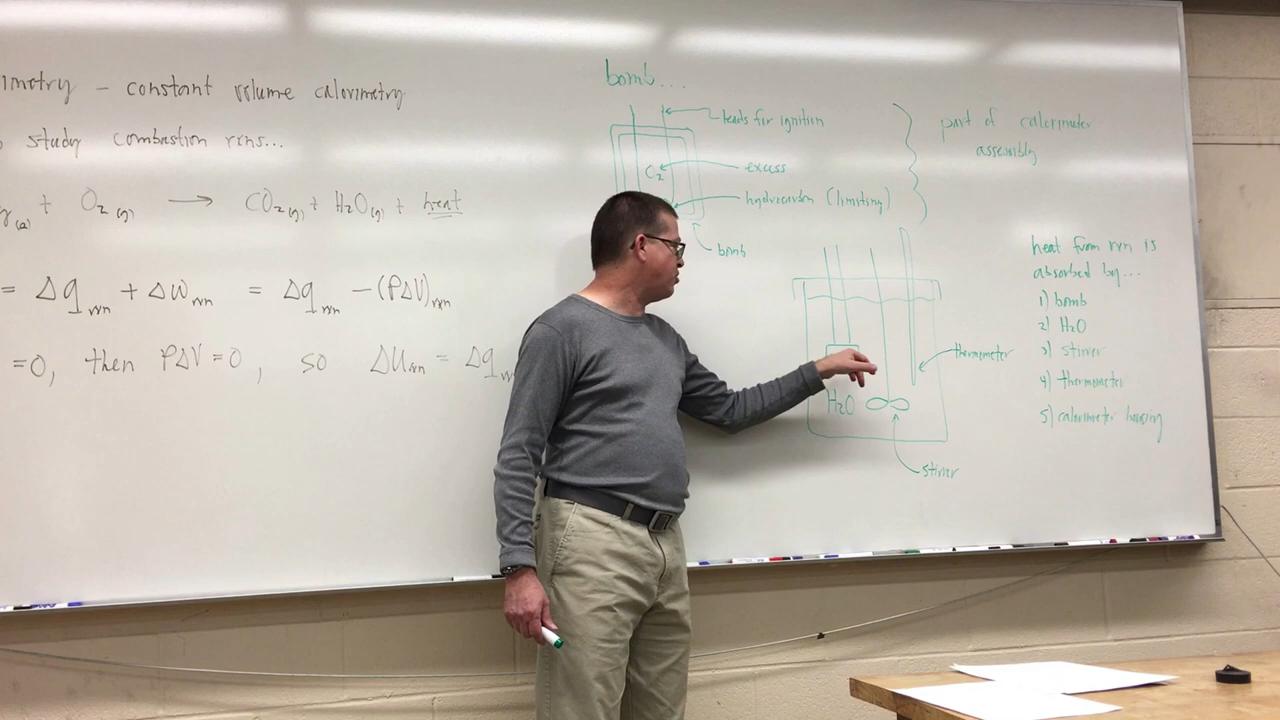 imetry - constant volume calorimetry
study combustion rxns...
+ O2 (g) → CO2 (g) + H2O (g) + heat
= Δq rxn + Δw rxn = Δq rxn - (PΔV) rxn
=0, then PΔV = 0, so ΔU rxn = Δq
bomb...
leads for ignition
O2
excess
hydrocarbon (limiting)
bomb
part of calorimeter
assembly
H2O
thermometer
stirrer
heat from rxn is
absorbed by...
1) bomb
2) H2O
3) stirrer
4) thermometer
5) calorimeter housing